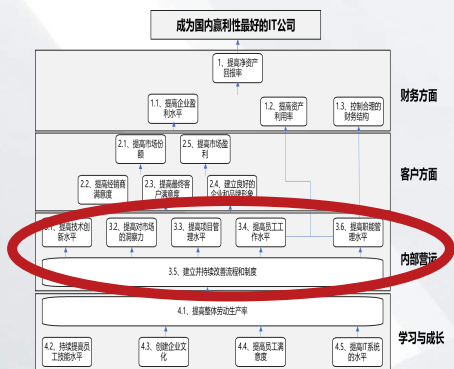 成为国内赢利性最好的IT公司
1、提高净资产
回报率
财务方面
1.1、提高企业盈
利水平
1.2、提高资产
利用率
1.3、控制合理的
财务结构
2.1、提高市场份
额
2.5、提高市场盈
利
客户方面
2.2、提高经销商
满意度
2.3、提高最终客
户满意度
2.4、建立良好的
企业和品牌形象
3.1、提高技术创
新水平
3.2、提高对市场
的洞察力
3.3、提高项目管
理水平
3.4、提高员工工
作水平
3.6、提高职能管
理水平
内部营运
3.5、建立并持续改善流程和制度
4.1、提高整体劳动生产率
学习与成长
4.2、持续提高员
工技能水平
4.3、创建企业文
化
4.4、提高员工满
意度
4.5、提高IT系统
的水平